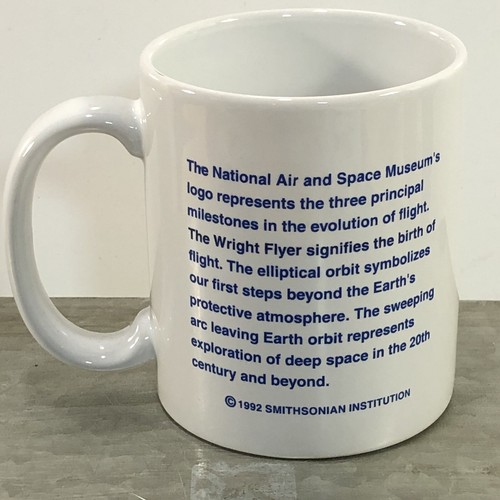 The National Air and Space Museum's
logo represents the three principal
milestones in the evolution of flight.
The Wright Flyer signifies the birth of
flight. The elliptical orbit symbolizes
our first steps beyond the Earth's
protective atmosphere. The sweeping
arc leaving Earth orbit represents
exploration of deep space in the 20th
century and beyond.
© 1992 SMITHSONIAN INSTITUTION